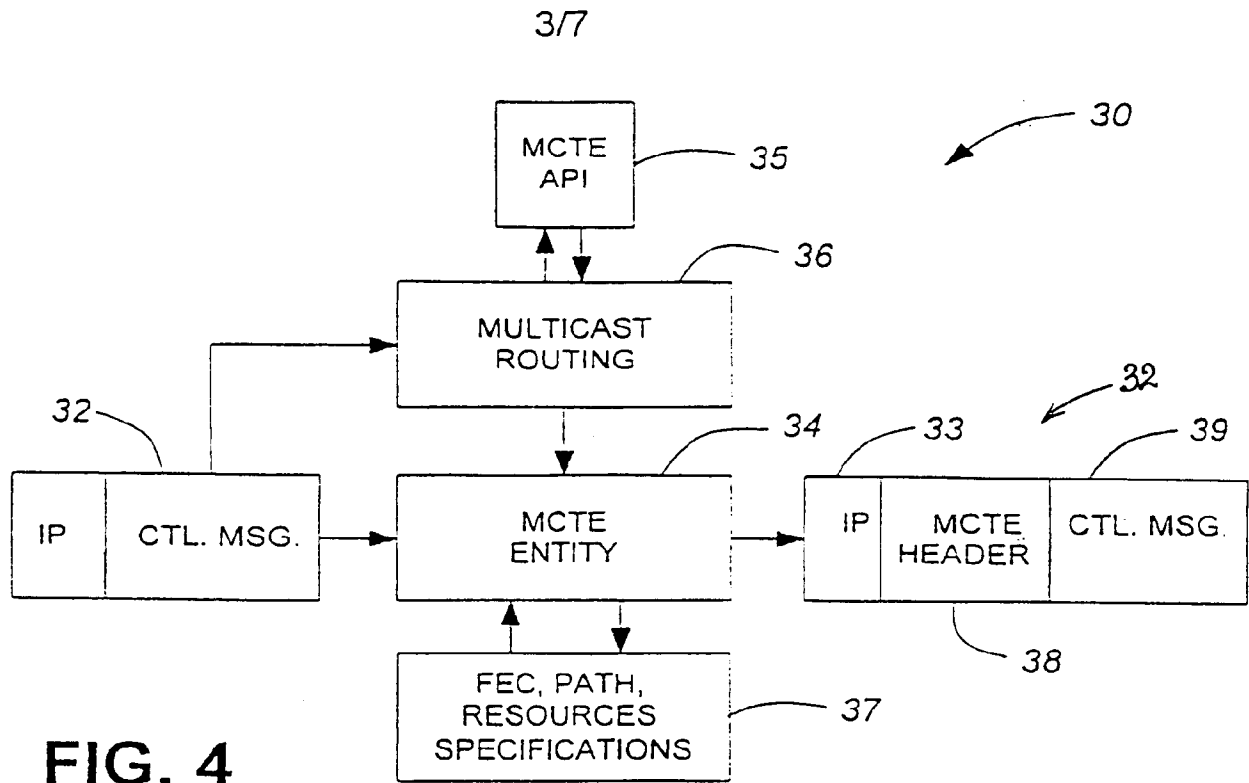 3/7
30
MCTE
API
35
36
MULTICAST
ROUTING
32
32
34
33
39
IP
CTL. MSG.
MCTE
ENTITY
IP
MCTE
HEADER
CTL. MSG.
38
FEC, PATH,
RESOURCES
SPECIFICATIONS
37
FIG. 4